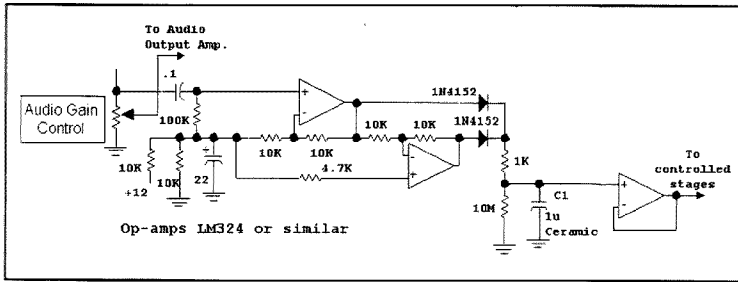 To Audio
Output Amp.
.1
Audio Gain
Control
100K
+
-
1N4152
1N4152
10K
10K
10K
10K
10K
+12
10K
+
22
4.7K
-
+
1K
10M
C1
1u
Ceramic
+
-
To
controlled
stages
Op-amps LM324 or similar